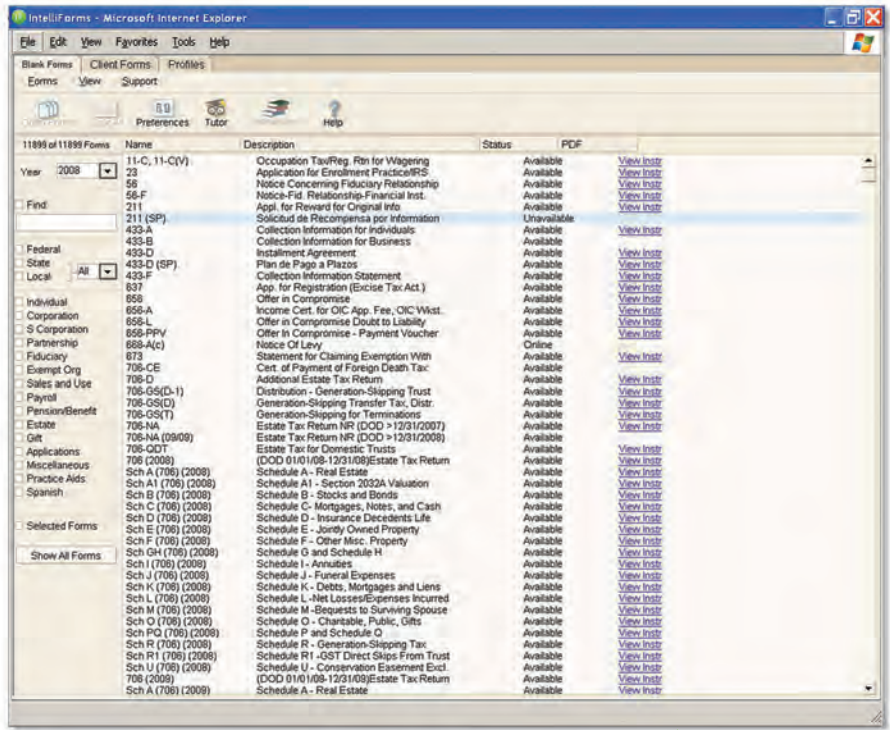 IntelliForms - Microsoft Internet Explorer
File Edit View Favorites Tools Help
Blank Forms Client Forms Profiles
Forms View Support
Preferences Tutor Help
11899 of 11899 Forms Name Description Status PDF
Year 2008
Find
Federal
State
Local All
Individual
Corporation
S Corporation
Partnership
Fiduciary
Exempt Org
Sales and Use
Payroll
Pension/Benefit
Estate
Gift
Applications
Miscellaneous
Practice Aids
Spanish
Selected Forms
Show All Forms
11-C, 11-C(V) Occupation Tax/Reg. Rtn for Wagering Available View Instr
23 Application for Enrollment Practice/IRS Available View Instr
56 Notice Concerning Fiduciary Relationship Available View Instr
56-F Notice-Fid. Relationship-Financial Inst. Available View Instr
211 Appl. for Reward for Original Info Available View Instr
211 (SP) Solicitud de Recompensa por Information Unavailable
433-A Collection Information for Individuals Available View Instr
433-B Collection Information for Business Available
433-D Installment Agreement Available View Instr
433-D (SP) Plan de Pago a Plazos Available View Instr
433-F Collection Information Statement Available View Instr
637 App. for Registration (Excise Tax Act.) Available View Instr
656 Offer in Compromise Available View Instr
656-A Income Cert. for OIC App. Fee, OIC Wkst. Available View Instr
656-L Offer in Compromise Doubt to Liability Available View Instr
656-PPV Offer In Compromise - Payment Voucher Available View Instr
668-A(c) Notice Of Levy Online
673 Statement for Claiming Exemption With Available View Instr
706-CE Cert. of Payment of Foreign Death Tax Available
706-D Additional Estate Tax Return Available View Instr
706-GS(D-1) Distribution - Generation-Skipping Trust Available View Instr
706-GS(D) Generation-Skipping Transfer Tax, Distr. Available View Instr
706-GS(T) Generation-Skipping for Terminations Available View Instr
706-NA Estate Tax Return NR (DOD >12/31/2007) Available View Instr
706-NA (09/09) Estate Tax Return NR (DOD >12/31/2008) Available
706-QDT Estate Tax for Domestic Trusts Available View Instr
706 (2008) (DOD 01/01/08-12/31/08)Estate Tax Return Available View Instr
Sch A (706) (2008) Schedule A - Real Estate Available View Instr
Sch A1 (706) (2008) Schedule A1 - Section 2032A Valuation Available View Instr
Sch B (706) (2008) Schedule B - Stocks and Bonds Available View Instr
Sch C (706) (2008) Schedule C- Mortgages, Notes, and Cash Available View Instr
Sch D (706) (2008) Schedule D - Insurance Decedents Life Available View Instr
Sch E (706) (2008) Schedule E - Jointly Owned Property Available View Instr
Sch F (706) (2008) Schedule F - Other Misc. Property Available View Instr
Sch GH (706) (2008) Schedule G and Schedule H Available View Instr
Sch I (706) (2008) Schedule I - Annuities Available View Instr
Sch J (706) (2008) Schedule J - Funeral Expenses Available View Instr
Sch K (706) (2008) Schedule K - Debts, Mortgages and Liens Available View Instr
Sch L (706) (2008) Schedule L -Net Losses/Expenses Incurred Available View Instr
Sch M (706) (2008) Schedule M -Bequests to Surviving Spouse Available View Instr
Sch O (706) (2008) Schedule O - Charitable, Public, Gifts Available View Instr
Sch PQ (706) (2008) Schedule P and Schedule Q Available View Instr
Sch R (706) (2008) Schedule R - Generation-Skipping Tax Available View Instr
Sch R1 (706) (2008) Schedule R1 -GST Direct Skips From Trust Available View Instr
Sch U (706) (2008) Schedule U - Conservation Easement Excl. Available View Instr
706 (2009) (DOD 01/01/08-12/31/08)Estate Tax Return Available View Instr
Sch A (706) (2009) Schedule A - Real Estate Available View Instr